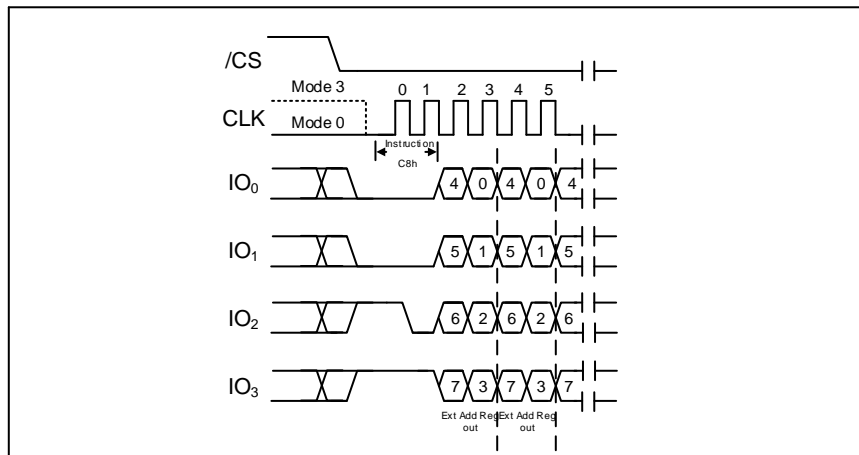 /CS
Mode 3
0 1 2 3 4 5
CLK
Mode 0
Instruction
C8h
IO0
4 0 4 0 4
IO1
5 1 5 1 5
IO2
6 2 6 2 6
IO3
7 3 7 3 7
Ext Add Reg Ext Add Reg
out out